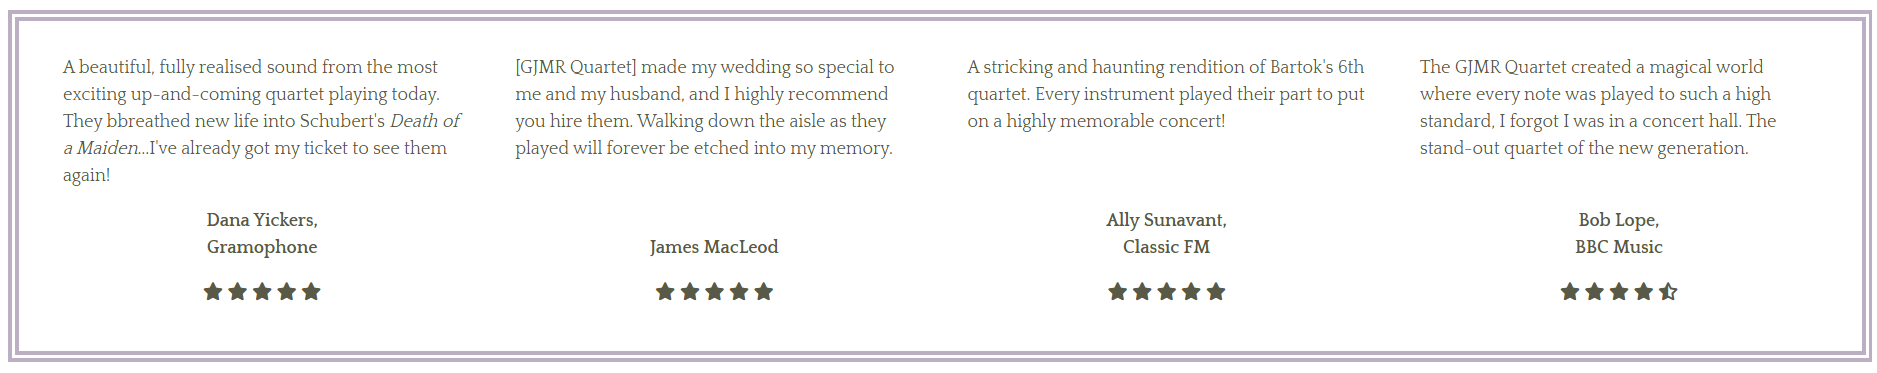 A beautiful, fully realised sound from the most
exciting up-and-coming quartet playing today.
They bbreathed new life into Schubert's Death of
a Maiden...I've already got my ticket to see them
again!
Dana Yickers,
Gramophone
[GJMR Quartet] made my wedding so special to
me and my husband, and I highly recommend
you hire them. Walking down the aisle as they
played will forever be etched into my memory.
James MacLeod
A stricking and haunting rendition of Bartok's 6th
quartet. Every instrument played their part to put
on a highly memorable concert!
Ally Sunavant,
Classic FM
The GJMR Quartet created a magical world
where every note was played to such a high
standard, I forgot I was in a concert hall. The
stand-out quartet of the new generation.
Bob Lope,
BBC Music